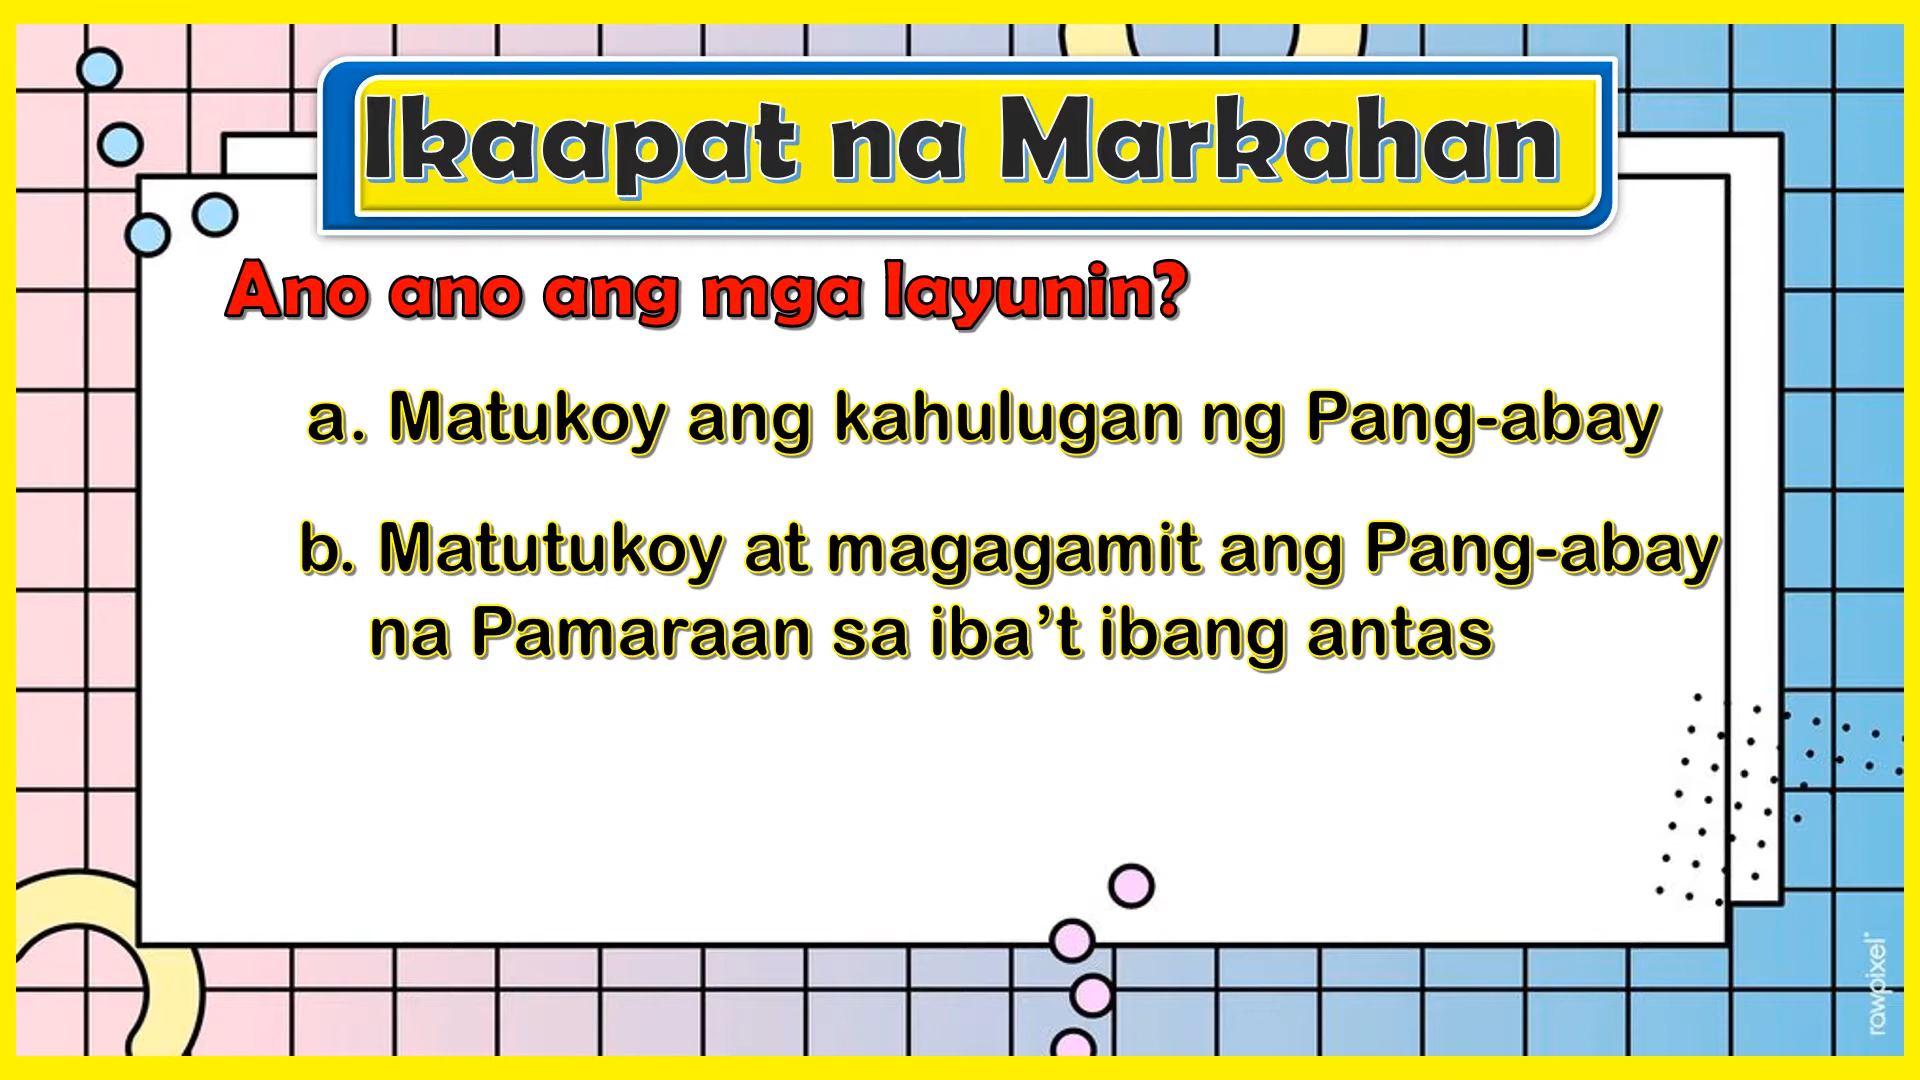 Ikaapat na Markahan
Ano ano ang mga layunin?
a. Matukoy ang kahulugan ng Pang-abay
b. Matutukoy at magagamit ang Pang-abay
na Pamaraan sa iba’t ibang antas
rawpixel